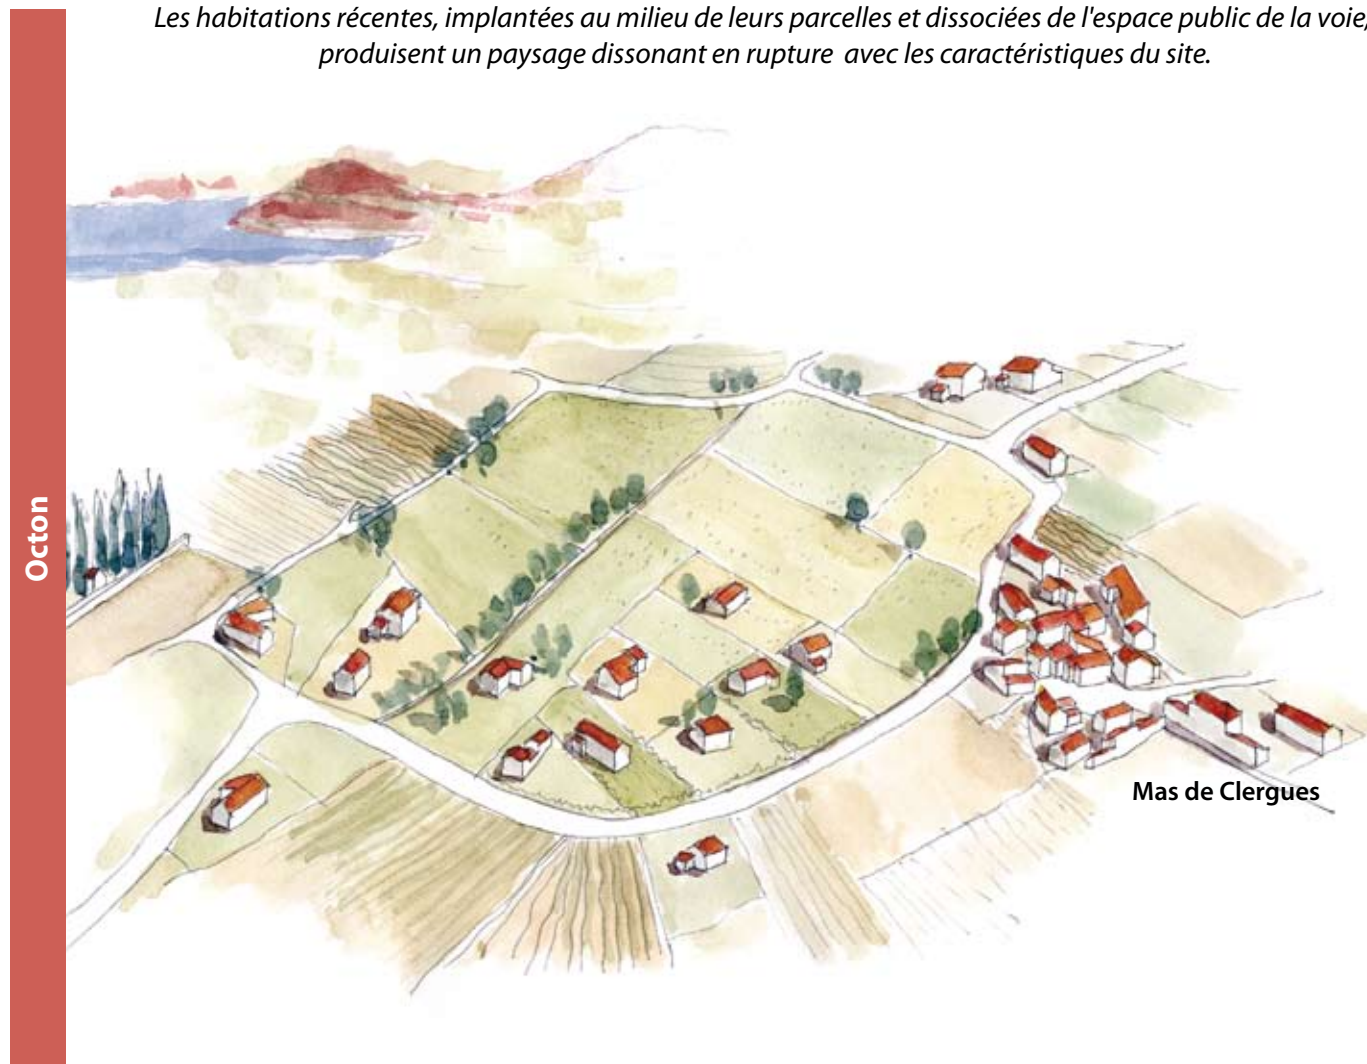 Les habitations récentes, implantées au milieu de leurs parcelles et dissociées de l'espace public de la voie,
produisent un paysage dissonant en rupture avec les caractéristiques du site.
Octon
Mas de Clergues